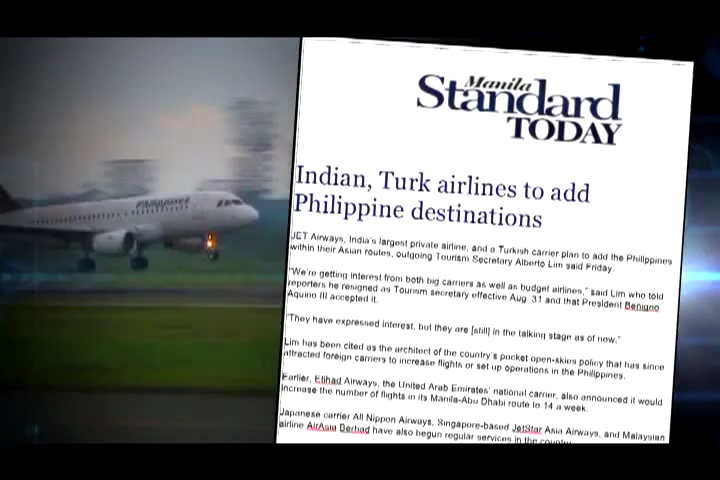 Philippines
Manila
Standard
TODAY
Indian, Turk airlines to add
Philippine destinations
JET Airways, India's largest private airline, and a Turkish carrier plan to add the Philippines
within their Asian routes, outgoing Tourism Secretary Alberto Lim said Friday.
"We're getting interest from both big carriers as well as budget airlines," said Lim who told
reporters he resigned as Tourism secretary effective Aug. 31 and that President Benigno
Aquino III accepted it.
"They have expressed interest, but they are [still] in the talking stage as of now."
Lim has been cited as the architect of the country's pocket open-skies policy that has since
attracted foreign carriers to increase flights or set up operations in the Philippines.
Earlier, Etihad Airways, the United Arab Emirates' national carrier, also announced it would
increase the number of flights in its Manila-Abu Dhabi route to 14 a week.
Japanese carrier All Nippon Airways, Singapore-based JetStar Asia Airways, and Malaysian
airline AirAsia Berhad have also begun regular services in the country.